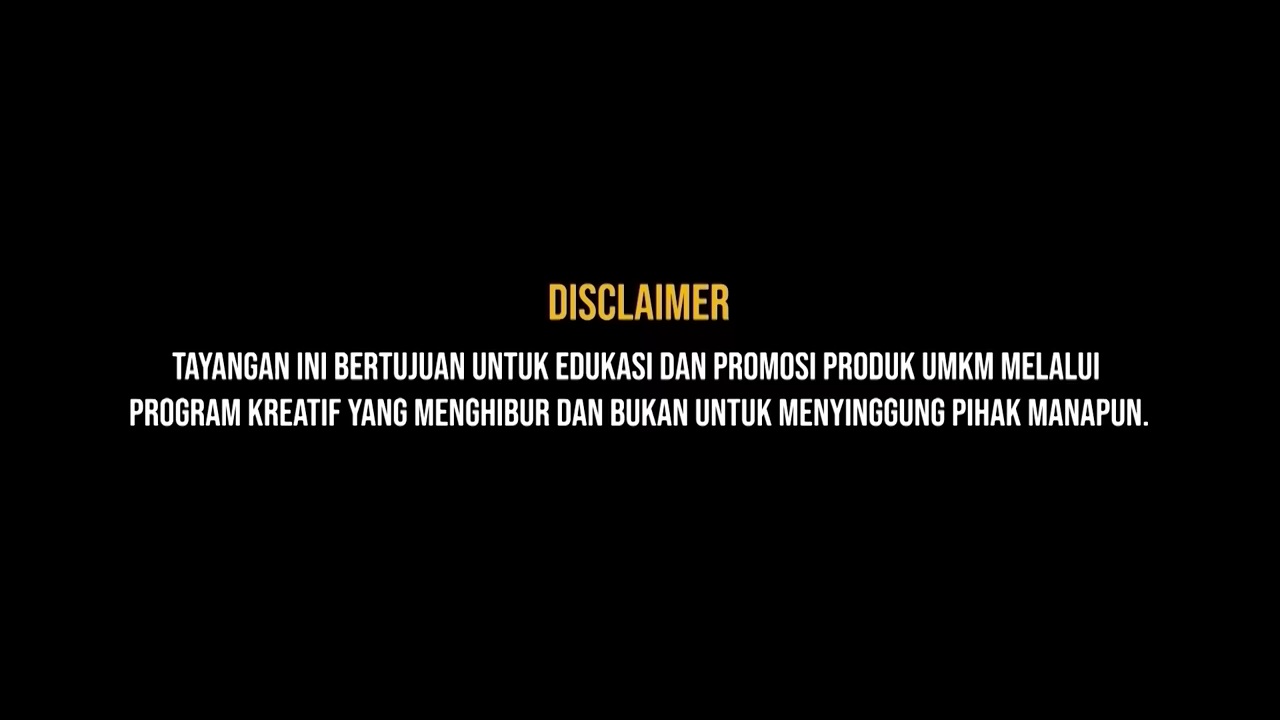 DISCLAIMER
TAYANGAN INI BERTUJUAN UNTUK EDUKASI DAN PROMOSI PRODUK UMKM MELALUI
PROGRAM KREATIF YANG MENGHIBUR DAN BUKAN UNTUK MENYINGGUNG PIHAK MANAPUN.